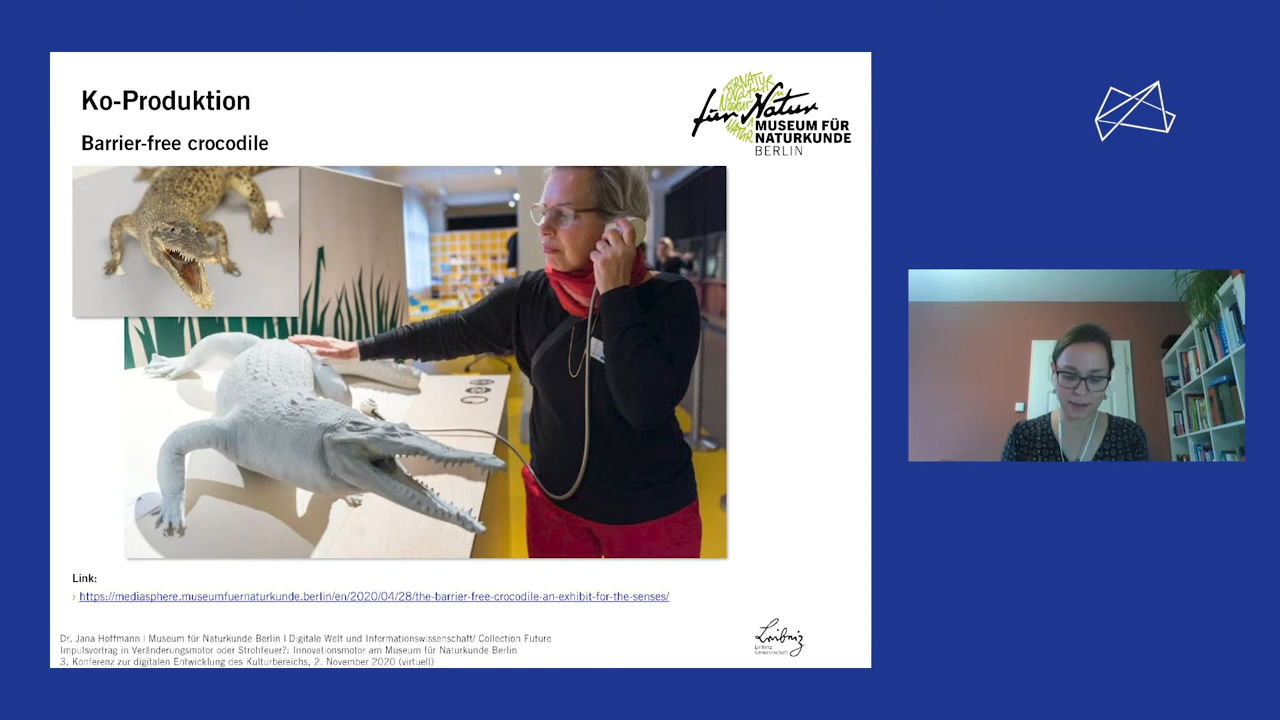 Ko-Produktion
Barrier-free crocodile
für Natur
MUSEUM FÜR
NATURKUNDE
BERLIN
Link:
› https://mediasphere.museumfuernaturkunde.berlin/en/2020/04/28/the-barrier-free-crocodile-an-exhibit-for-the-senses/
Dr. Jana Hoffmann | Museum für Naturkunde Berlin | Digitale Welt und Informationswissenschaft/ Collection Future
Impulsvortrag in Veränderungsmotor oder Strohfeuer?: Innovationsmotor am Museum für Naturkunde Berlin
3. Konferenz zur digitalen Entwicklung des Kulturbereichs, 2. November 2020 (virtuell)
Leibniz
Leibniz
Gemeinschaft